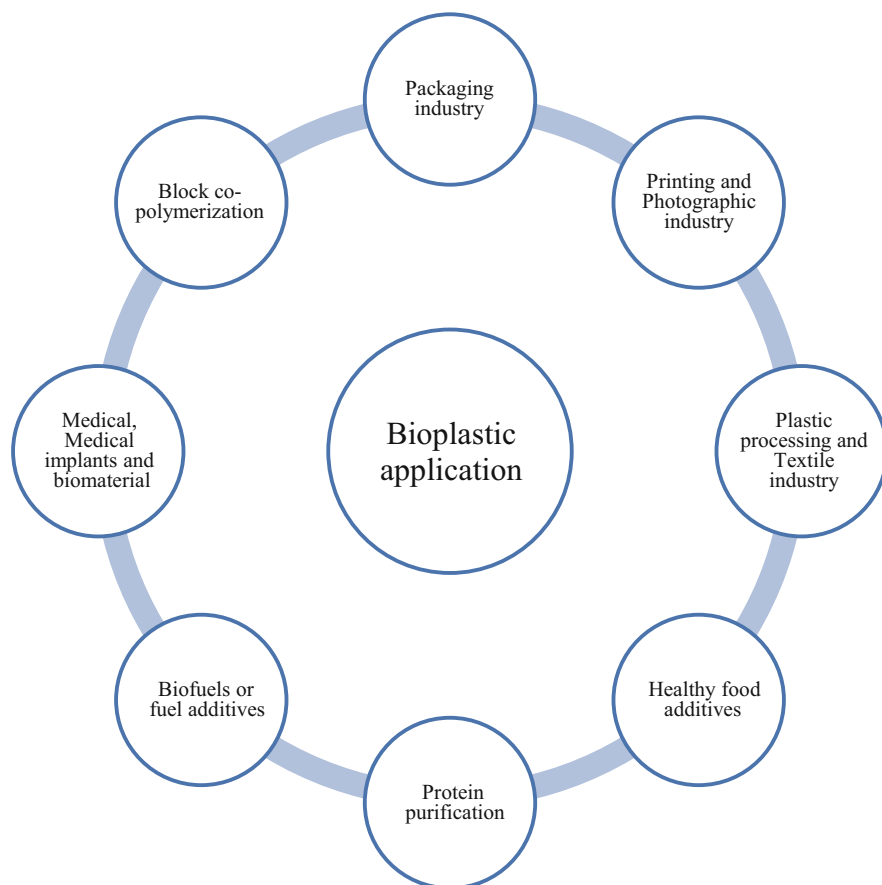 Packaging
industry
Printing and
Photographic
industry
Plastic
processing and
Textile
industry
Healthy food
additives
Protein
purification
Biofuels or
fuel additives
Medical,
Medical
implants and
biomaterial
Block co-
polymerization
Bioplastic
application